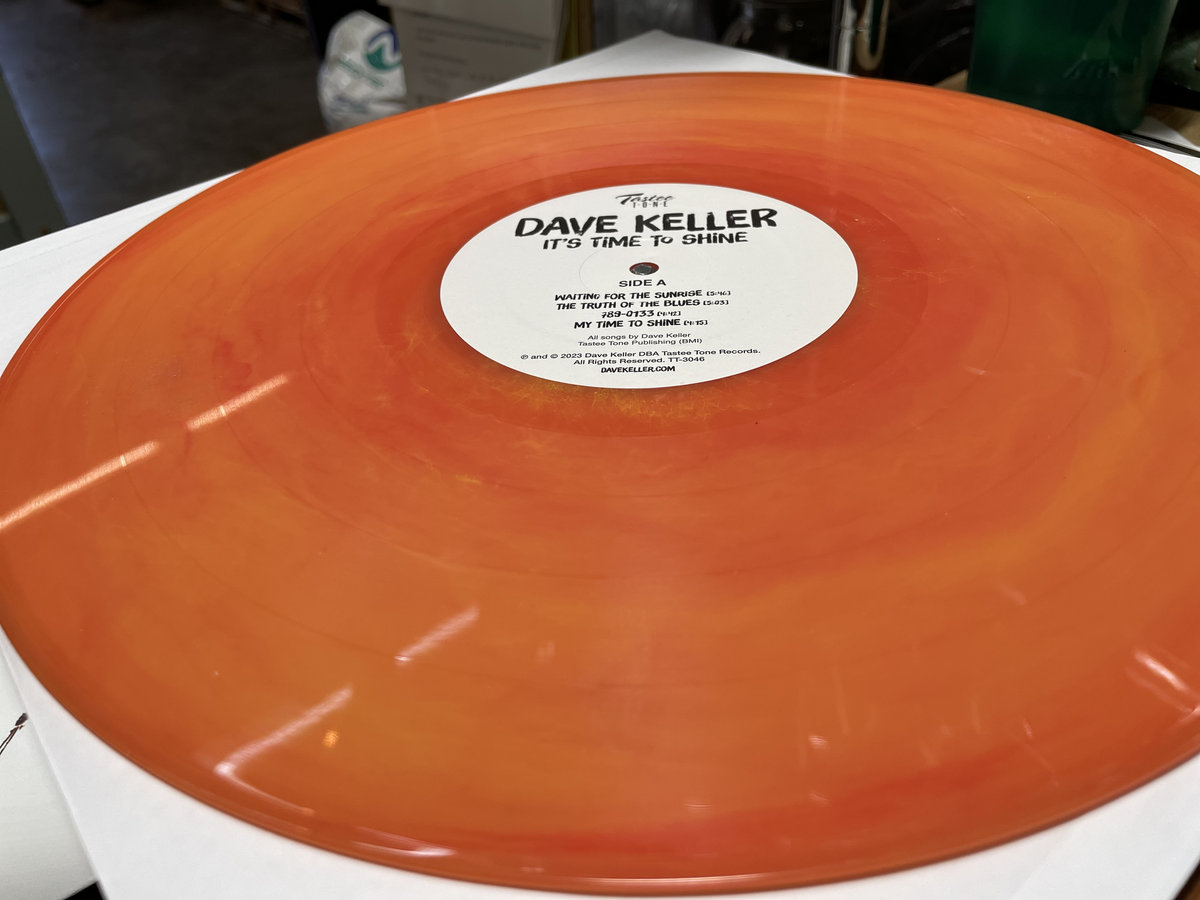 Tastee
T·O·N·E
DAVE KELLER
IT'S TIME TO SHINE
SIDE A
WAITING FOR THE SUNRISE [5:46]
THE TRUTH OF THE BLUES [5:03]
789-0133 [4:42]
MY TIME TO SHINE [4:15]
All songs by Dave Keller
Tastee Tone Publishing (BMI)
℗ and © 2023 Dave Keller DBA Tastee Tone Records.
All Rights Reserved. TT-3046
DAVEKELLER.COM